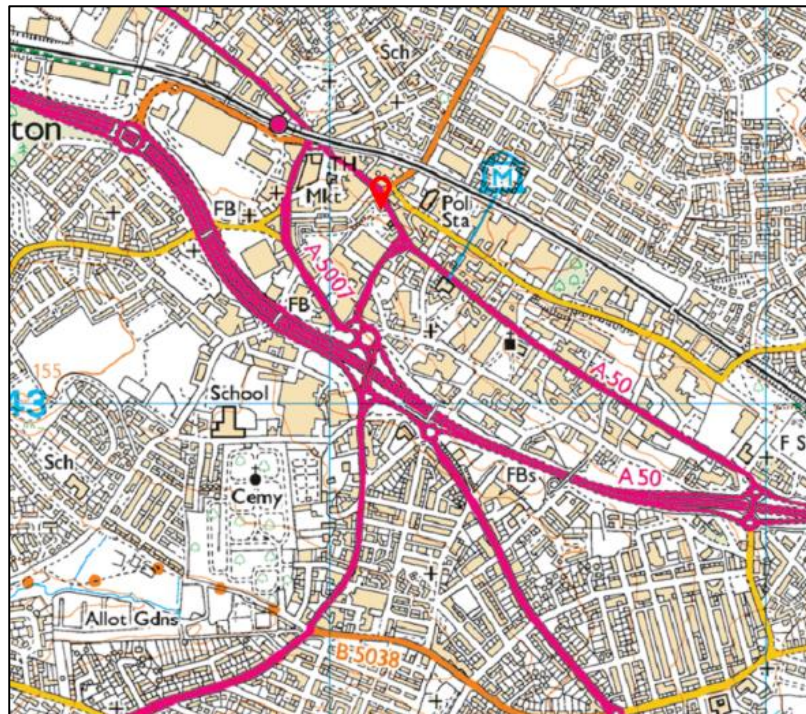 Sch
ton
TH
M
Mkt
Poli
Sta
FB
A 5007
FB
A 50
155
43
School
F S
Sch
FBs
A 50
Cemy
Allot Gdns
B 5038